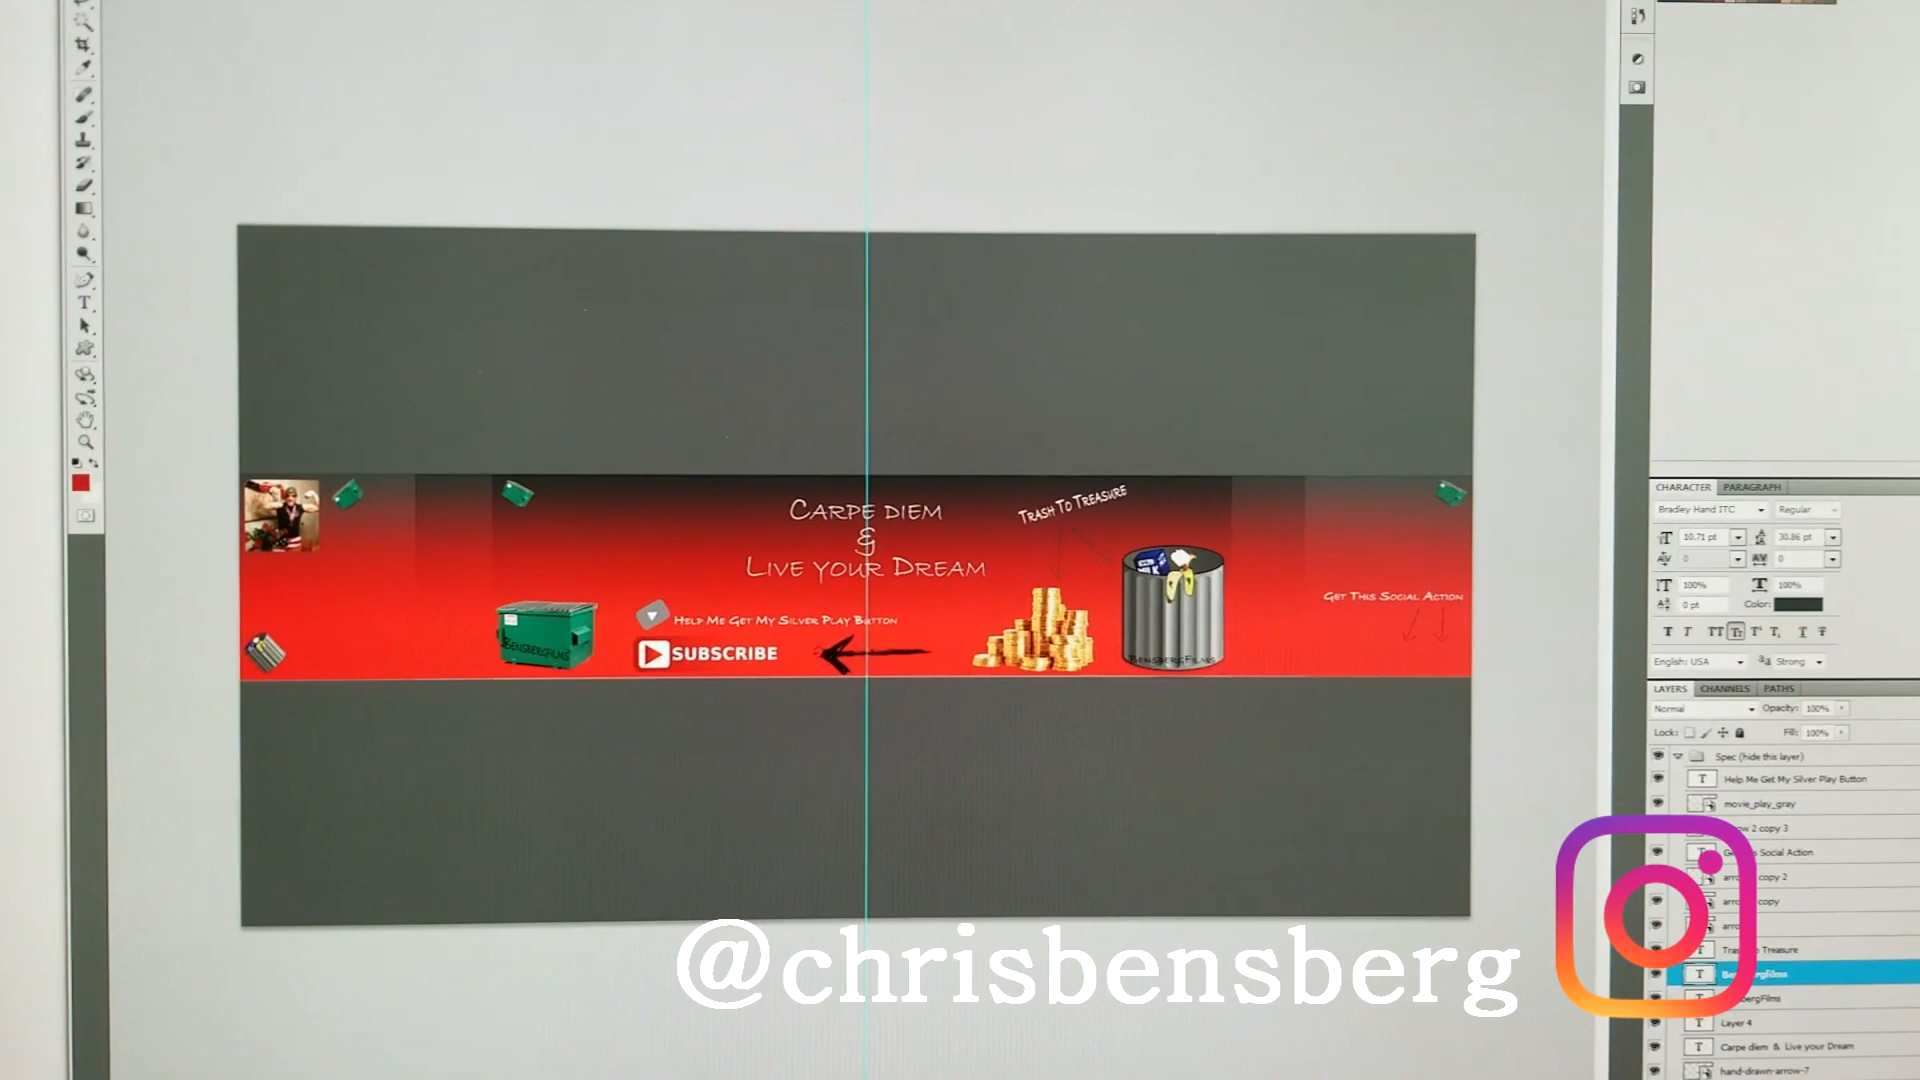 CARPE DIEM
&
LIVE YOUR DREAM
TRASH TO TREASURE
MILK
HELP ME GET MY SILVER PLAY BUTTON
SUBSCRIBE
BENSBERGFILMS
BENSBERGFILMS
GET THIS SOCIAL ACTION
@chrisbensberg
CHARACTER PARAGRAPH
Bradley Hand ITC Regular
10.71 pt 30.86 pt
0 0
100% 100%
0 pt Color:
English: USA Strong
LAYERS CHANNELS PATHS
Normal Opacity: 100%
Lock: Fill: 100%
Spec (hide this layer)
Help Me Get My Silver Play Button
movie_play_gray
2 copy 3
Social Action
copy 2
copy
Treasure
Layer 4
Carpe diem & Live your Dream
hand-drawn-arrow-7